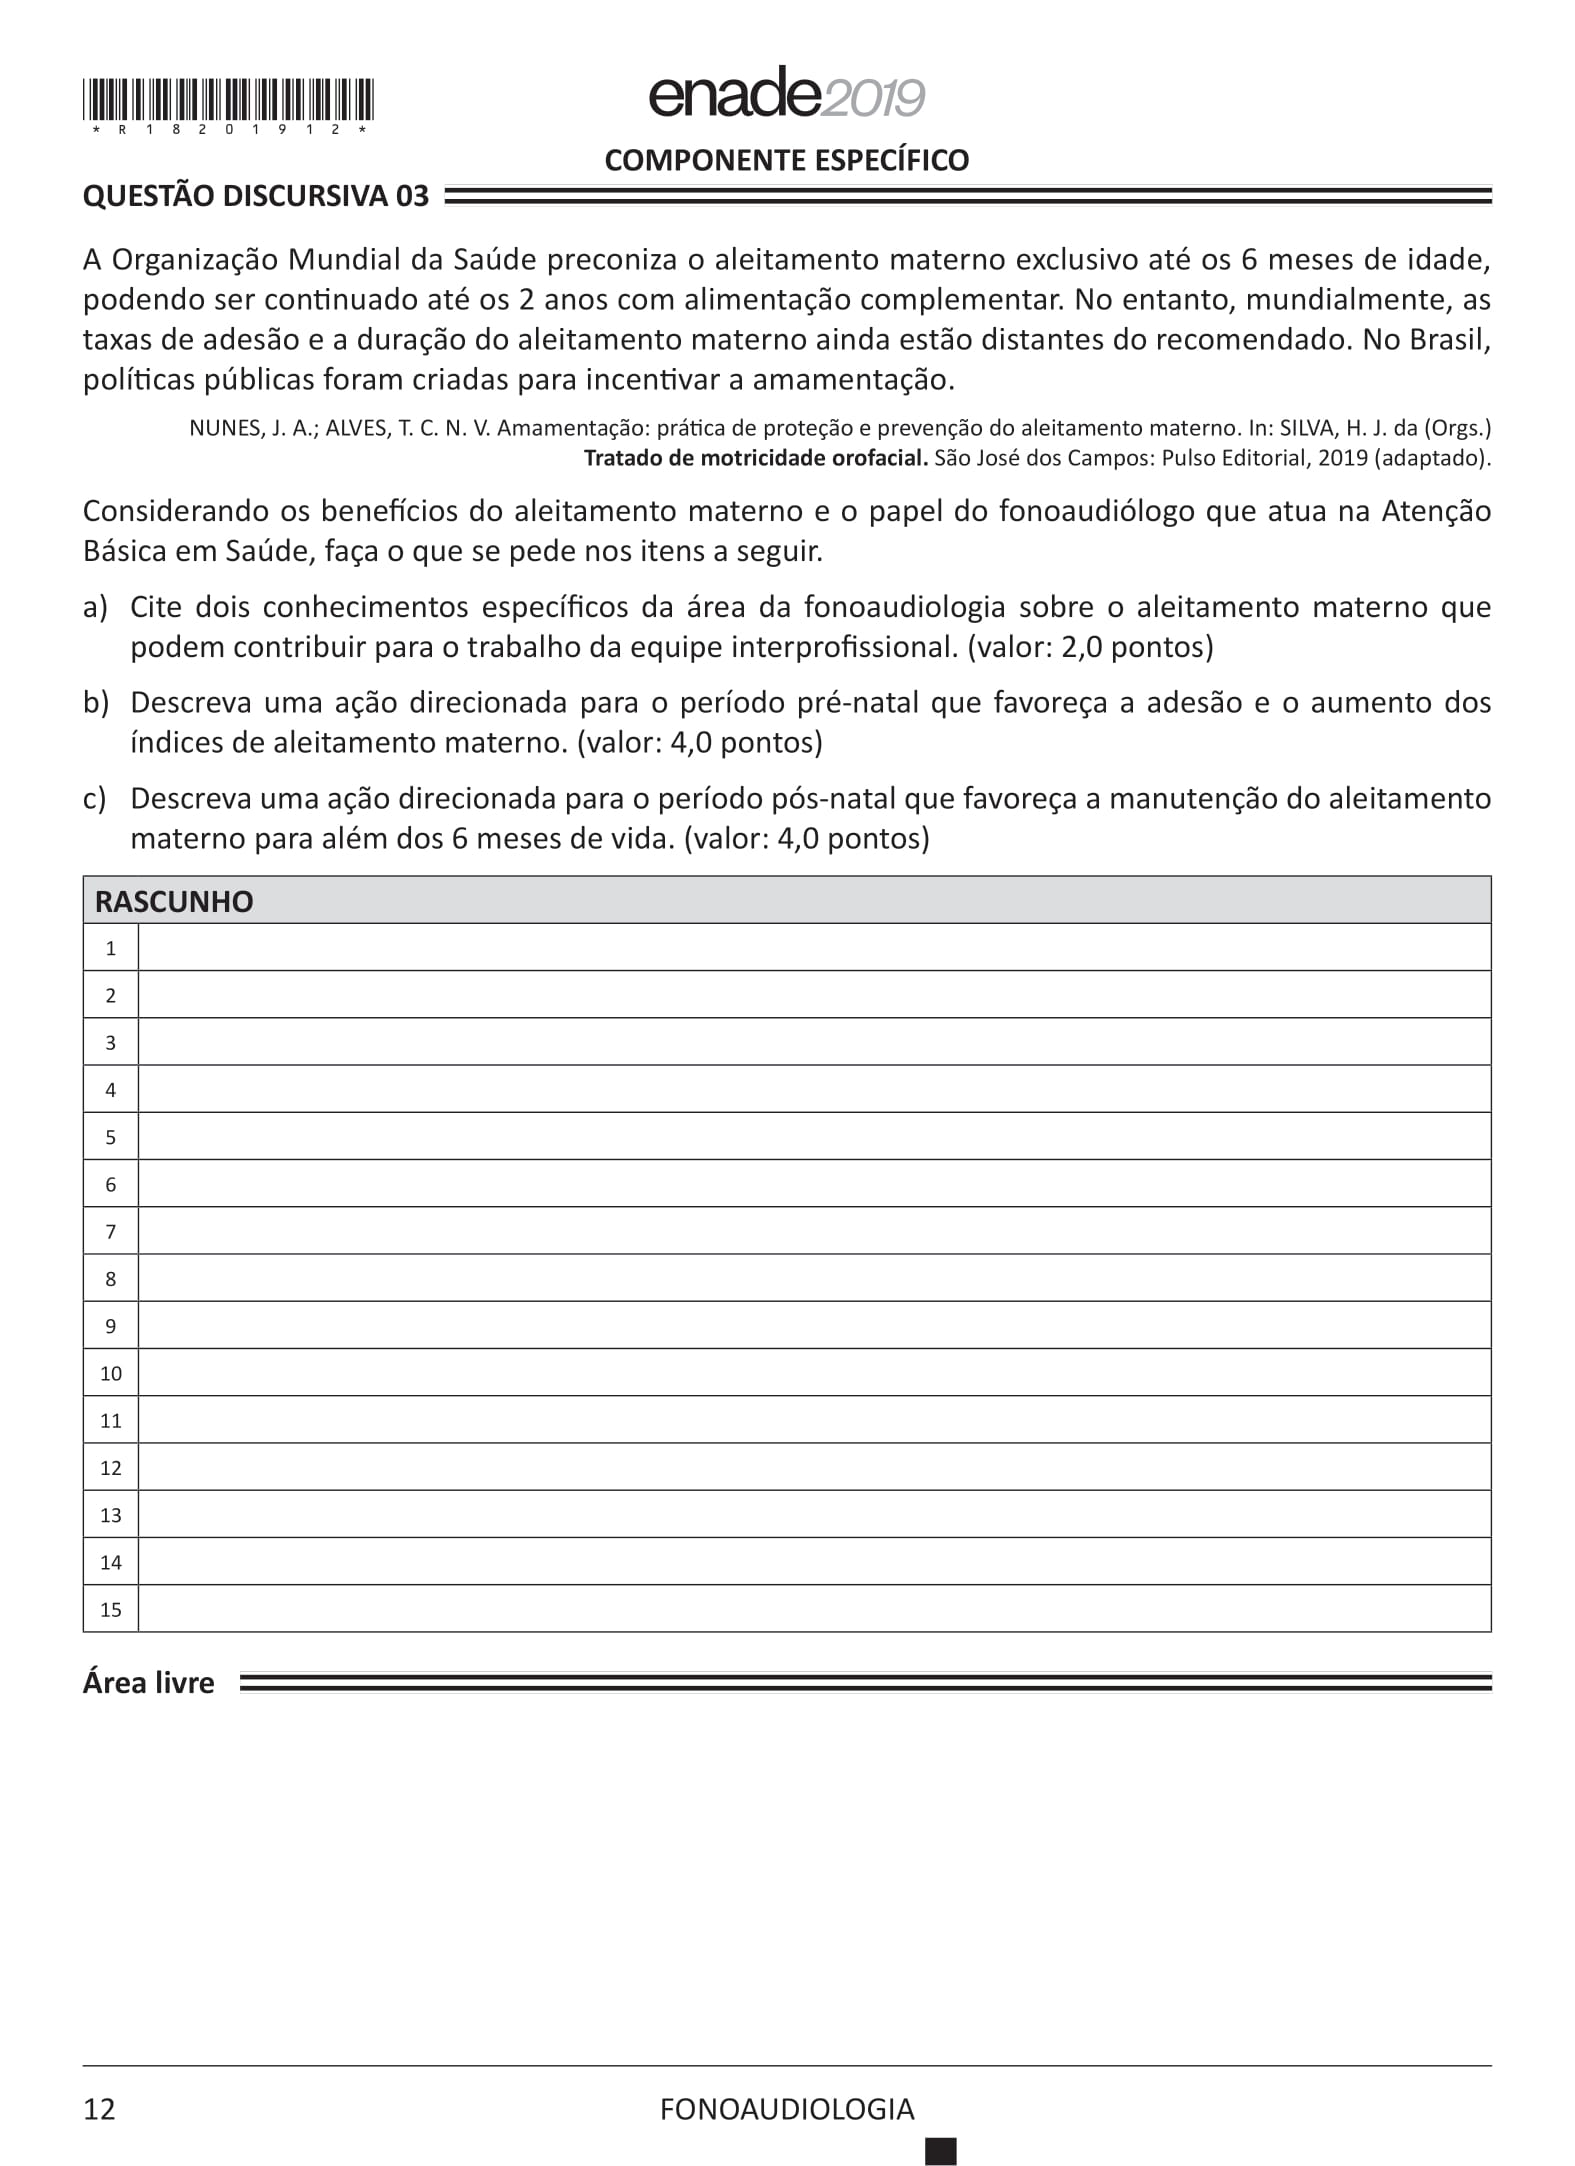 *R18201912*
enade2019
COMPONENTE ESPECÍFICO
QUESTÃO DISCURSIVA 03
A Organização Mundial da Saúde preconiza o aleitamento materno exclusivo até os 6 meses de idade,
podendo ser continuado até os 2 anos com alimentação complementar. No entanto, mundialmente, as
taxas de adesão e a duração do aleitamento materno ainda estão distantes do recomendado. No Brasil,
políticas públicas foram criadas para incentivar a amamentação.
NUNES, J. A.; ALVES, T. C. N. V. Amamentação: prática de proteção e prevenção do aleitamento materno. In: SILVA, H. J. da (Orgs.)
Tratado de motricidade orofacial. São José dos Campos: Pulso Editorial, 2019 (adaptado).
Considerando os benefícios do aleitamento materno e o papel do fonoaudiólogo que atua na Atenção
Básica em Saúde, faça o que se pede nos itens a seguir.
a) Cite dois conhecimentos específicos da área da fonoaudiologia sobre o aleitamento materno que
podem contribuir para o trabalho da equipe interprofissional. (valor: 2,0 pontos)
b) Descreva uma ação direcionada para o período pré-natal que favoreça a adesão e o aumento dos
índices de aleitamento materno. (valor: 4,0 pontos)
c) Descreva uma ação direcionada para o período pós-natal que favoreça a manutenção do aleitamento
materno para além dos 6 meses de vida. (valor: 4,0 pontos)
RASCUNHO
1
2
3
4
5
6
7
8
9
10
11
12
13
14
15
Área livre
12 FONOAUDIOLOGIA